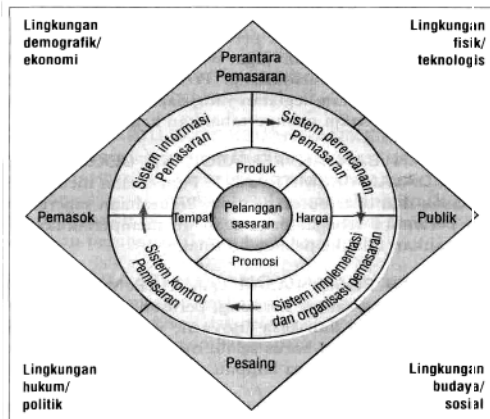 Lingkungan
demografik/
ekonomi
Lingkungan
fisik/
teknologis
Perantara
Pemasaran
Sistem informasi
Pemasaran
Sistem perencanaan
Pemasaran
Produk
Pemasok
Tempat
Pelanggan
sasaran
Harga
Publik
Promosi
Sistem kontrol
Pemasaran
Sistem implementasi
dan organisasi pemasaran
Pesaing
Lingkungan
hukum/
politik
Lingkungan
budaya/
sosial